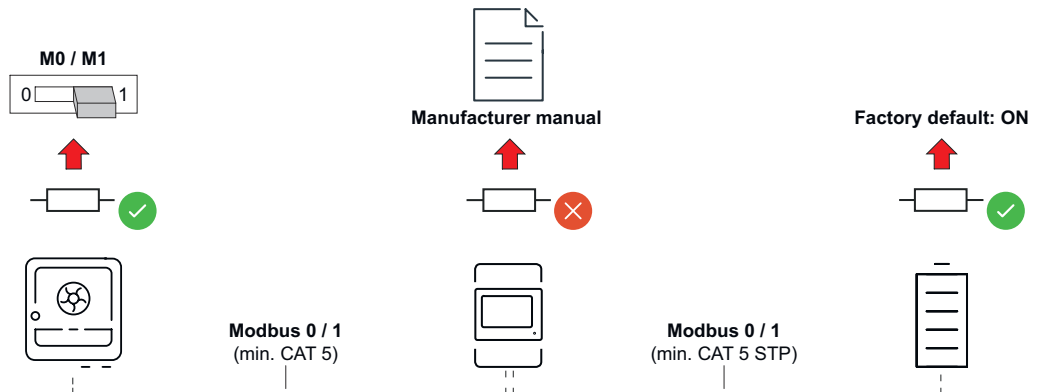 M0 / M1
0 1
Manufacturer manual
Factory default: ON
Modbus 0 / 1
(min. CAT 5)
Modbus 0 / 1
(min. CAT 5 STP)